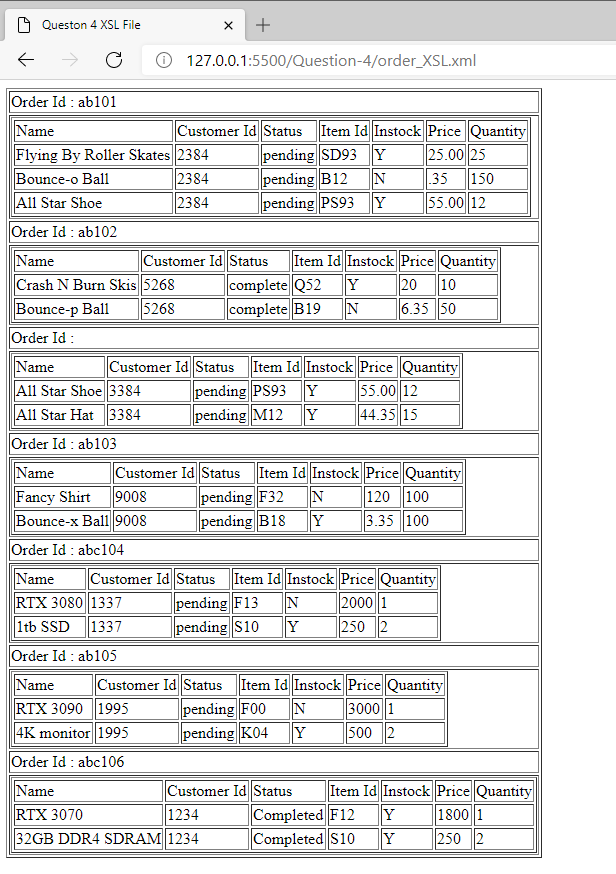 Queston 4 XSL File
127.0.0.1:5500/Question-4/order_XSL.xml
Order Id : ab101
Name Customer Id Status Item Id Instock Price Quantity
Flying By Roller Skates 2384 pending SD93 Y 25.00 25
Bounce-o Ball 2384 pending B12 N .35 150
All Star Shoe 2384 pending PS93 Y 55.00 12
Order Id : ab102
Name Customer Id Status Item Id Instock Price Quantity
Crash N Burn Skis 5268 complete Q52 Y 20 10
Bounce-p Ball 5268 complete B19 N 6.35 50
Order Id :
Name Customer Id Status Item Id Instock Price Quantity
All Star Shoe 3384 pending PS93 Y 55.00 12
All Star Hat 3384 pending M12 Y 44.35 15
Order Id : ab103
Name Customer Id Status Item Id Instock Price Quantity
Fancy Shirt 9008 pending F32 N 120 100
Bounce-x Ball 9008 pending B18 Y 3.35 100
Order Id : abc104
Name Customer Id Status Item Id Instock Price Quantity
RTX 3080 1337 pending F13 N 2000 1
1tb SSD 1337 pending S10 Y 250 2
Order Id : ab105
Name Customer Id Status Item Id Instock Price Quantity
RTX 3090 1995 pending F00 N 3000 1
4K monitor 1995 pending K04 Y 500 2
Order Id : abc106
Name Customer Id Status Item Id Instock Price Quantity
RTX 3070 1234 Completed F12 Y 1800 1
32GB DDR4 SDRAM 1234 Completed S10 Y 250 2